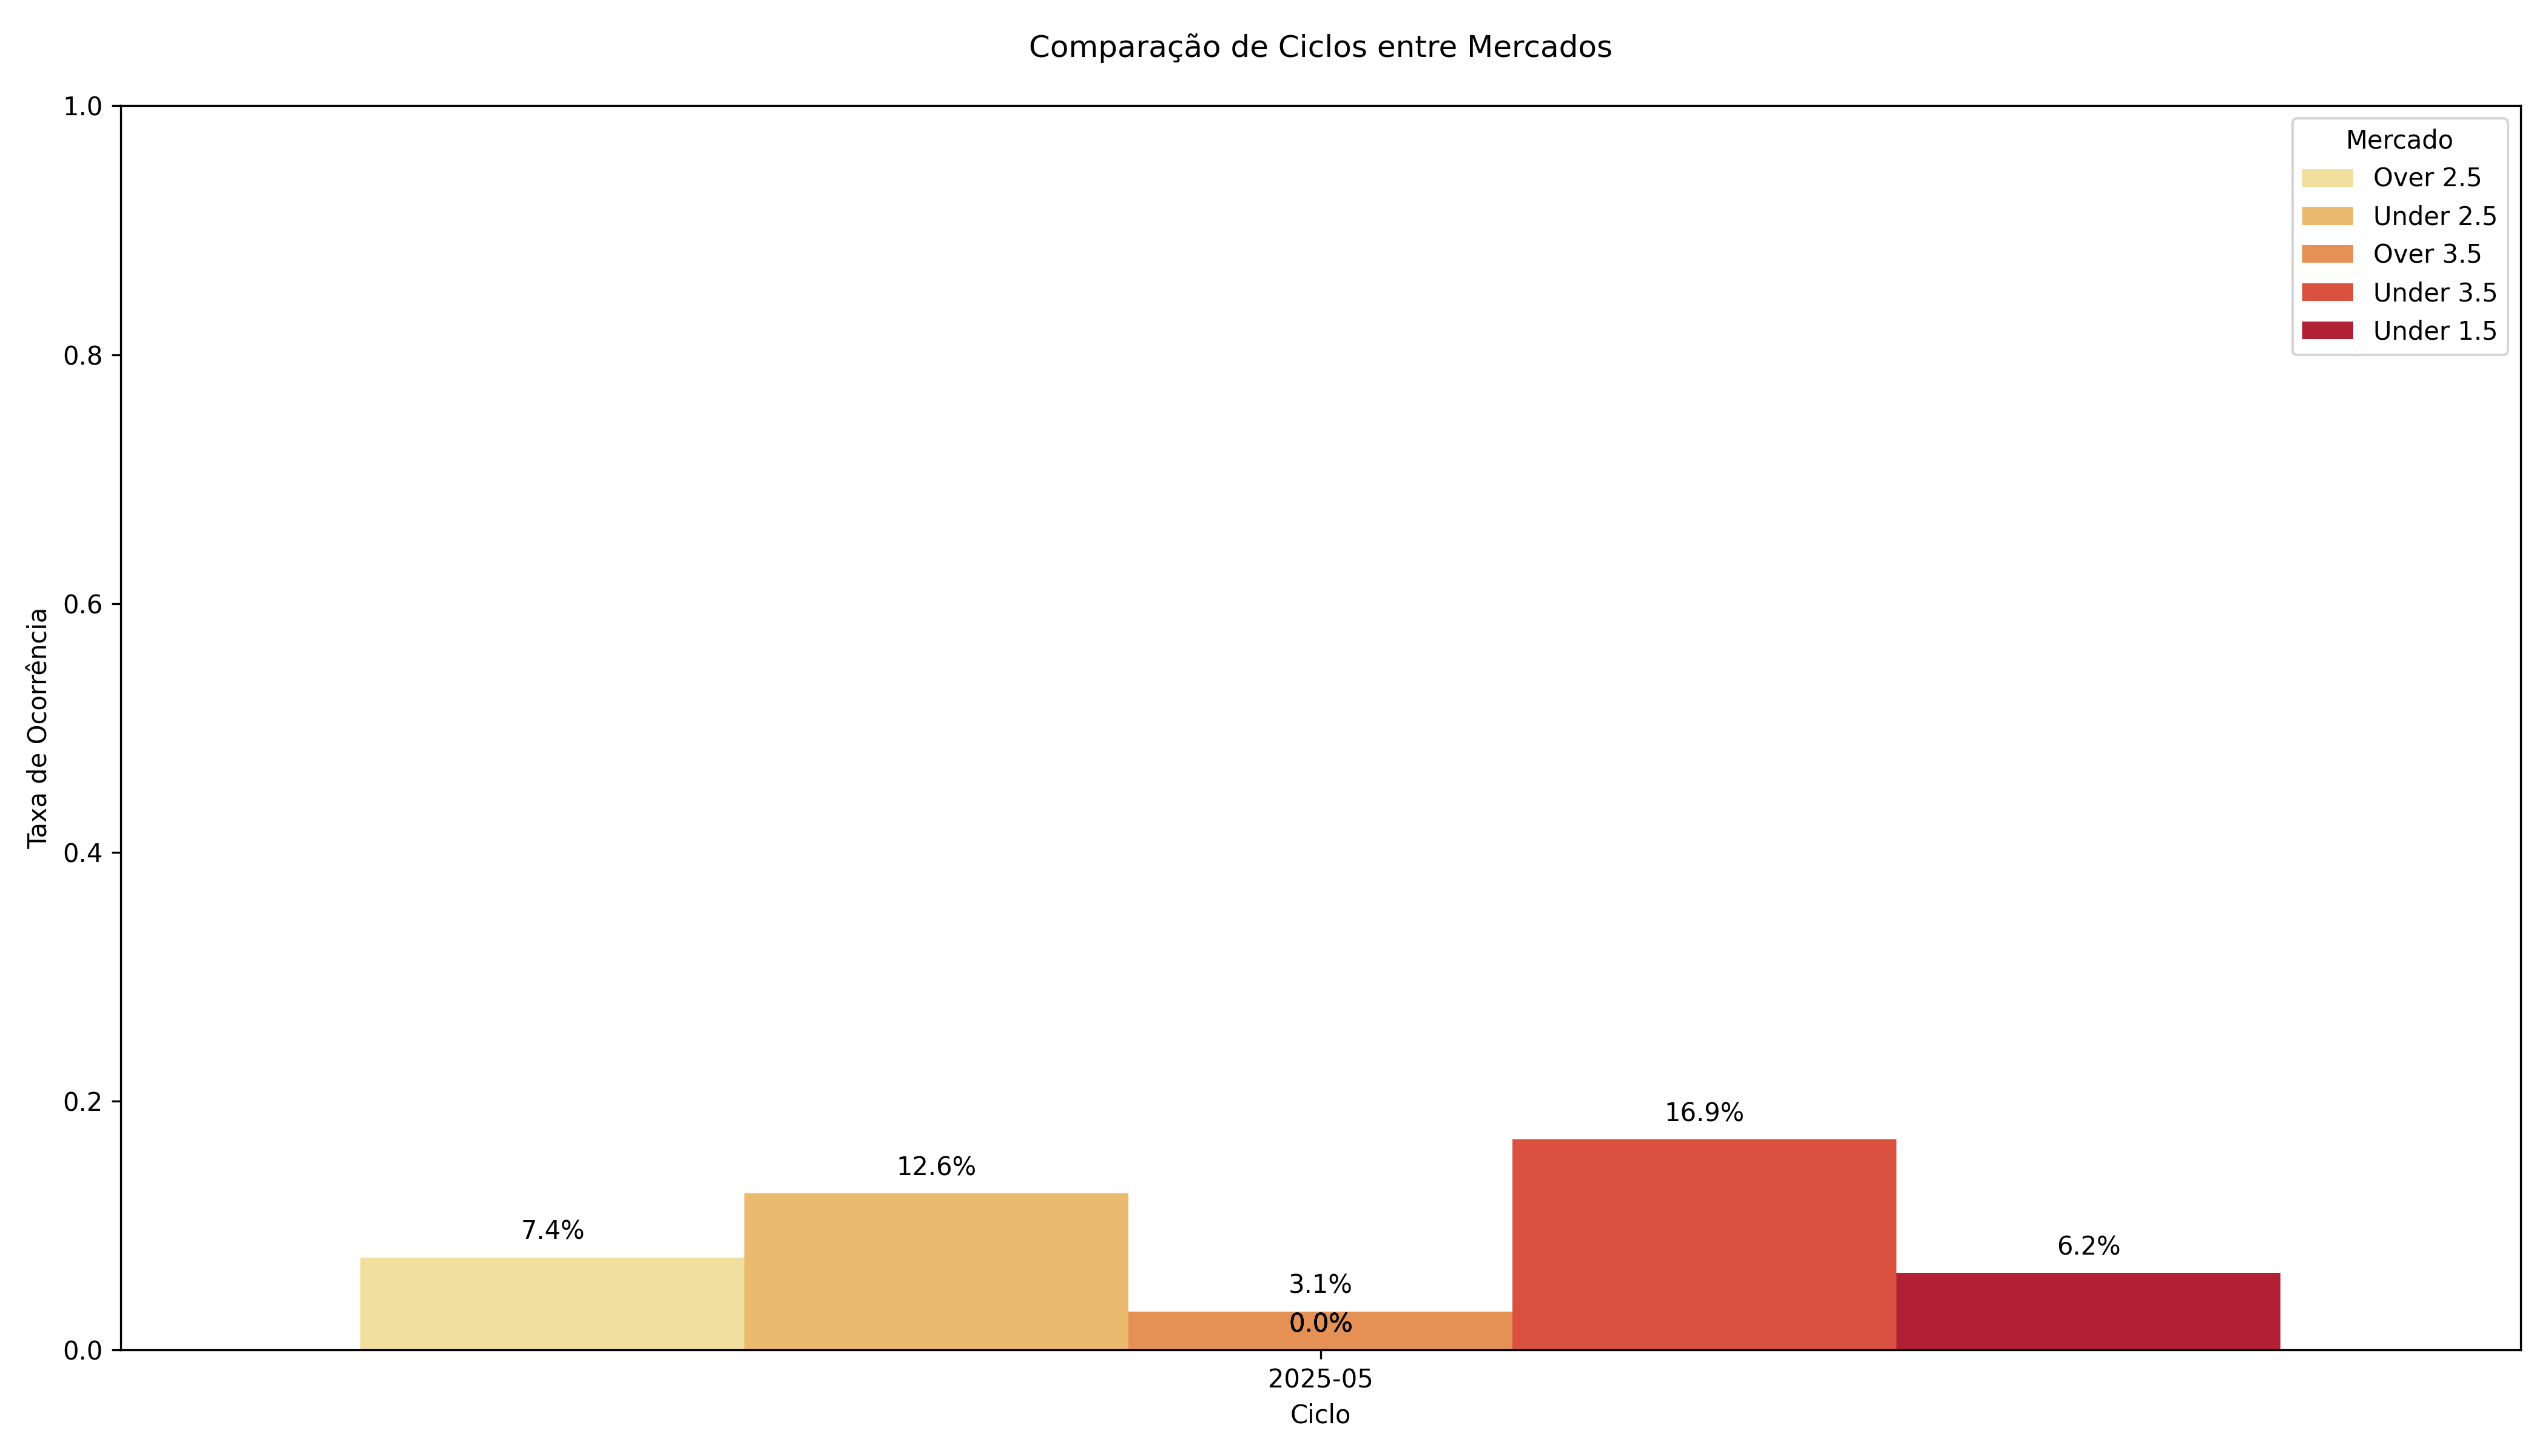 Comparação de Ciclos entre Mercados
1.0
0.8
0.6
0.4
0.2
0.0
Taxa de Ocorrência
Mercado
Over 2.5
Under 2.5
Over 3.5
Under 3.5
Under 1.5
7.4%
12.6%
3.1%
0.0%
16.9%
6.2%
2025-05
Ciclo